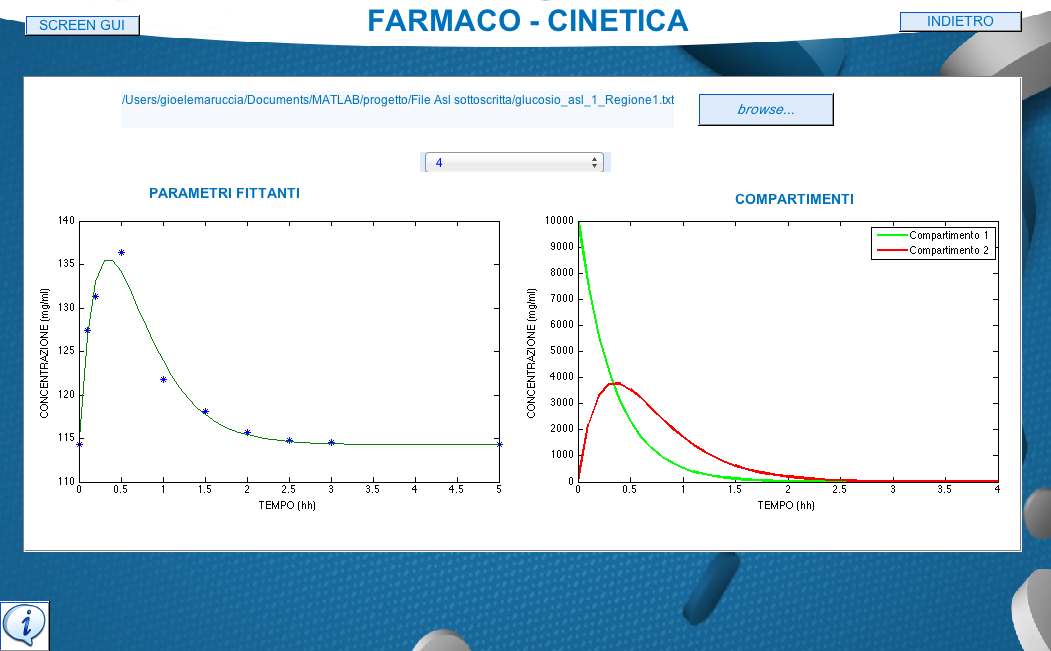 SCREEN GUI
FARMACO - CINETICA
INDIETRO
/Users/gioelemaruccia/Documents/MATLAB/progetto/File Asl sottoscritta/glucosio_asl_1_Regione1.txt
browse...
4
PARAMETRI FITTANTI
140
135
130
125
120
115
110
CONCENTRAZIONE (mg/ml)
0 0.5 1 1.5 2 2.5 3 3.5 4 4.5 5
TEMPO (hh)
COMPARTIMENTI
10000
9000
8000
7000
6000
5000
4000
3000
2000
1000
0
CONCENTRAZIONE (mg/ml)
Compartimento 1
Compartimento 2
0 0.5 1 1.5 2 2.5 3 3.5 4
TEMPO (hh)
i